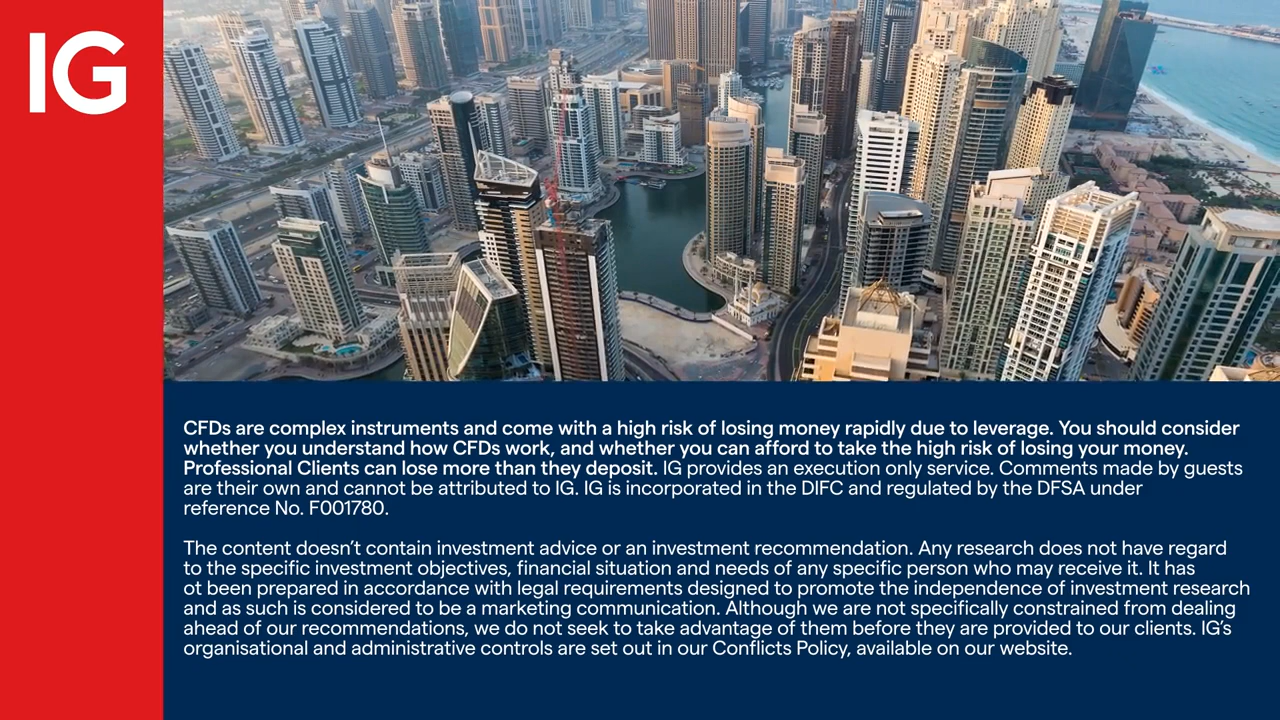 IG
CFDs are complex instruments and come with a high risk of losing money rapidly due to leverage. You should consider
whether you understand how CFDs work, and whether you can afford to take the high risk of losing your money.
Professional Clients can lose more than they deposit. IG provides an execution only service. Comments made by guests
are their own and cannot be attributed to IG. IG is incorporated in the DIFC and regulated by the DFSA under
reference No. F001780.
The content doesn’t contain investment advice or an investment recommendation. Any research does not have regard
to the specific investment objectives, financial situation and needs of any specific person who may receive it. It has
ot been prepared in accordance with legal requirements designed to promote the independence of investment research
and as such is considered to be a marketing communication. Although we are not specifically constrained from dealing
ahead of our recommendations, we do not seek to take advantage of them before they are provided to our clients. IG’s
organisational and administrative controls are set out in our Conflicts Policy, available on our website.